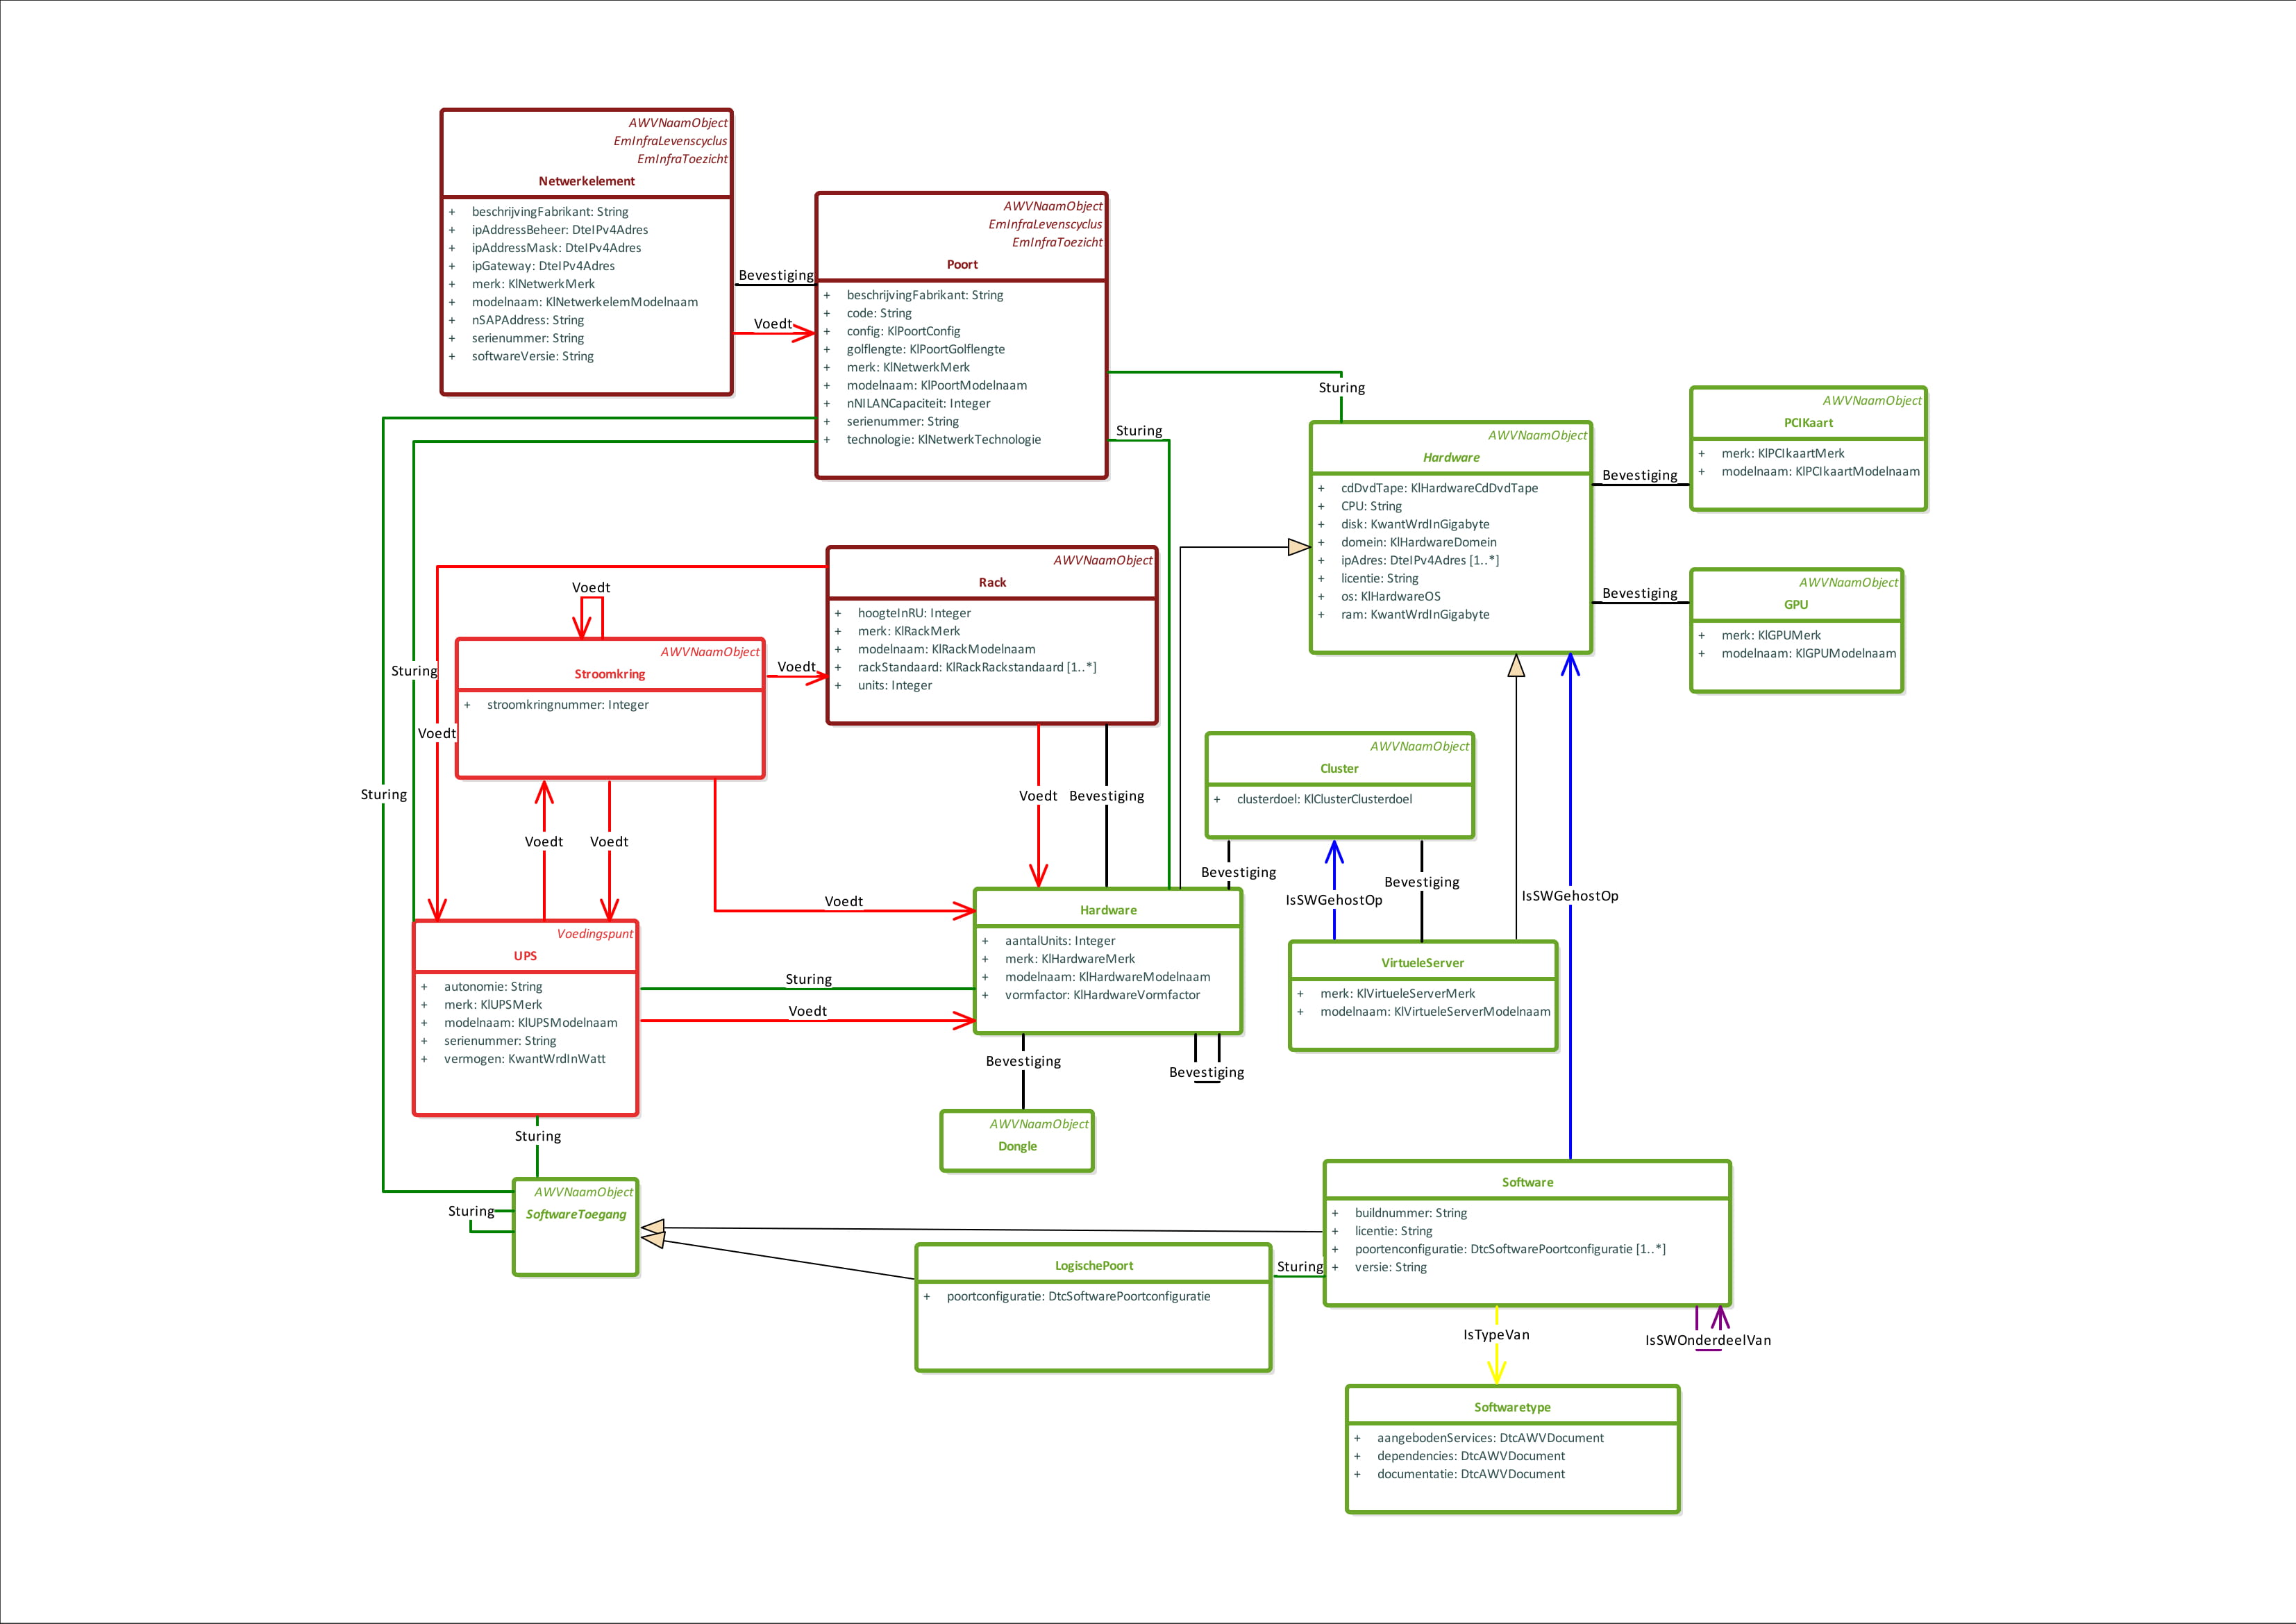 AWVNaamObject
EmInfraLevenscyclus
EmInfraToezicht
Netwerkelement
+ beschrijvingFabrikant: String
+ ipAddressBeheer: DteIPv4Adres
+ ipAddressMask: DteIPv4Adres
+ ipGateway: DteIPv4Adres
+ merk: KlNetwerkMerk
+ modelnaam: KlNetwerkelemModelnaam
+ nSAPAddress: String
+ serienummer: String
+ softwareVersie: String
Bevestiging
Voedt
AWVNaamObject
EmInfraLevenscyclus
EmInfraToezicht
Poort
+ beschrijvingFabrikant: String
+ code: String
+ config: KlPoortConfig
+ golflengte: KlPoortGolflengte
+ merk: KlNetwerkMerk
+ modelnaam: KlPoortModelnaam
+ nNILANCapaciteit: Integer
+ serienummer: String
+ technologie: KlNetwerkTechnologie
Sturing
Sturing
AWVNaamObject
Hardware
+ cdDvdTape: KlHardwareCdDvdTape
+ CPU: String
+ disk: KwantWrdInGigabyte
+ domein: KlHardwareDomein
+ ipAdres: DteIPv4Adres [1..*]
+ licentie: String
+ os: KlHardwareOS
+ ram: KwantWrdInGigabyte
Bevestiging
AWVNaamObject
PCIKaart
+ merk: KlPCIkaartMerk
+ modelnaam: KlPCIkaartModelnaam
Bevestiging
AWVNaamObject
GPU
+ merk: KlGPUMerk
+ modelnaam: KlGPUModelnaam
AWVNaamObject
Rack
+ hoogteInRU: Integer
+ merk: KlRackMerk
+ modelnaam: KlRackModelnaam
+ rackStandaard: KlRackRackstandaard [1..*]
+ units: Integer
Voedt
AWVNaamObject
Stroomkring
+ stroomkringnummer: Integer
Voedt
Sturing
Voedt
Sturing
Voedt
Voedt
Voedt
Bevestiging
Voedt
AWVNaamObject
Cluster
+ clusterdoel: KlClusterClusterdoel
Bevestiging
IsSWGehostOp
Bevestiging
IsSWGehostOp
Voedingspunt
UPS
+ autonomie: String
+ merk: KlUPSMerk
+ modelnaam: KlUPSModelnaam
+ serienummer: String
+ vermogen: KwantWrdInWatt
Sturing
Voedt
Hardware
+ aantalUnits: Integer
+ merk: KlHardwareMerk
+ modelnaam: KlHardwareModelnaam
+ vormfactor: KlHardwareVormfactor
VirtueleServer
+ merk: KlVirtueleServerMerk
+ modelnaam: KlVirtueleServerModelnaam
Bevestiging
Bevestiging
AWVNaamObject
Dongle
Sturing
AWVNaamObject
SoftwareToegang
Sturing
LogischePoort
+ poortconfiguratie: DtcSoftwarePoortconfiguratie
Sturing
Software
+ buildnummer: String
+ licentie: String
+ poortenconfiguratie: DtcSoftwarePoortconfiguratie [1..*]
+ versie: String
IsTypeVan
IsSWOnderdeelVan
Softwaretype
+ aangebodenServices: DtcAWVDocument
+ dependencies: DtcAWVDocument
+ documentatie: DtcAWVDocument